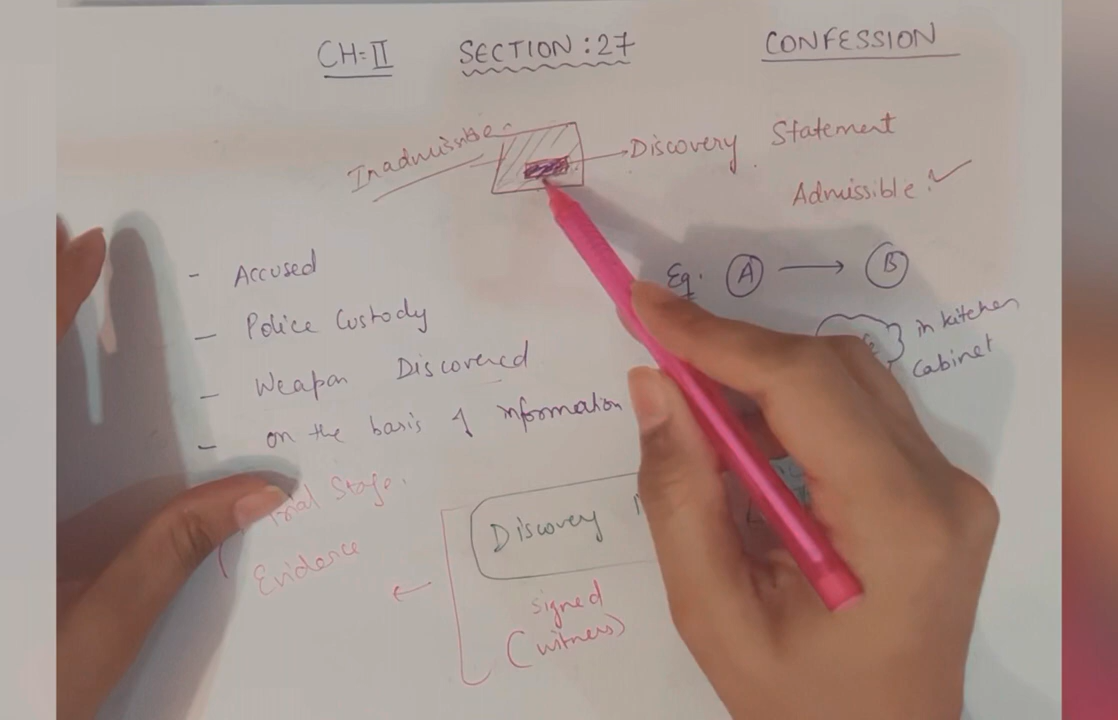 CH-II SECTION:27 CONFESSION
Inadmissible
Discovery Statement
Admissible.
- Accused
Eg. A B
- Police Custody
in kitchen
cabinet
- Weapon Discovered
- on the basis of information
Stage.
Discovery
Evidence
signed
(witness)